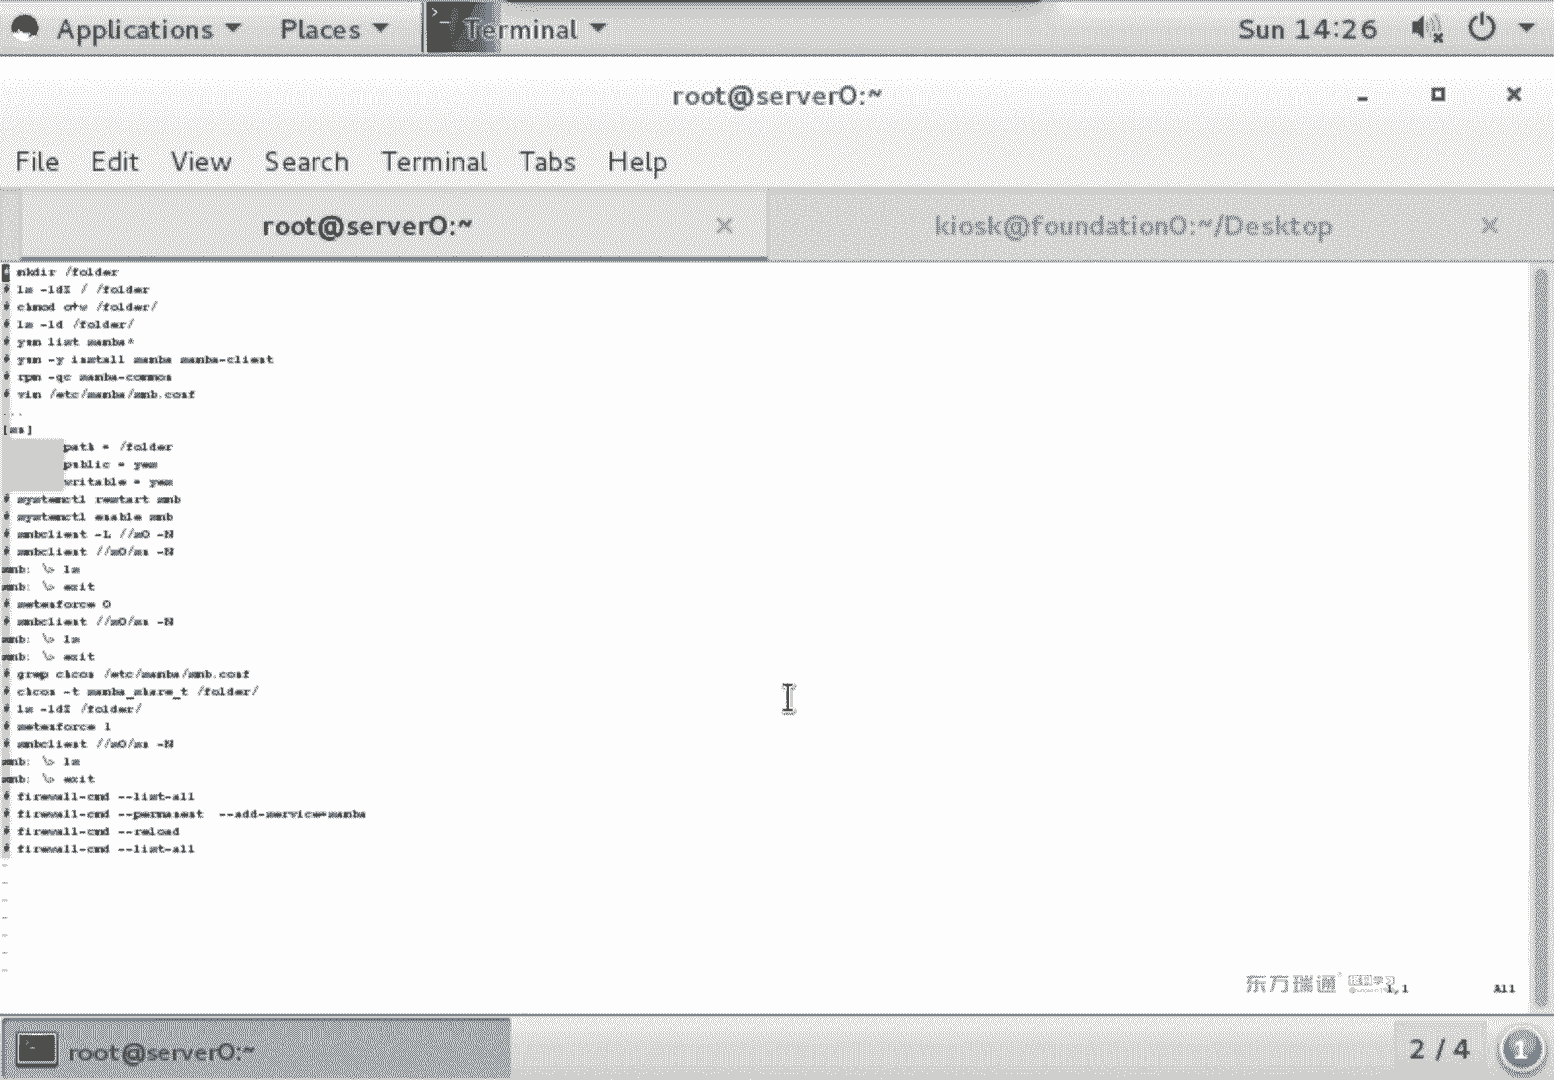 Applications Places Terminal Sun 14:26
root@server0:~
File Edit View Search Terminal Tabs Help
root@server0:~ kiosk@foundation0:~/Desktop
# mkdir /folder
# ls -ldZ / /folder
# chmod o+w /folder/
# ls -ld /folder/
# yum list samba*
# yum -y install samba samba-client
# rpm -qc samba-common
# vim /etc/samba/smb.conf
...
[ms]
path = /folder
public = yes
writable = yes
# systemctl restart smb
# systemctl enable smb
# smbclient -L //s0 -N
# smbclient //s0/ms -N
smb: \> ls
smb: \> exit
# setenforce 0
# smbclient //s0/ms -N
smb: \> ls
smb: \> exit
# grep chcon /etc/samba/smb.conf
# chcon -t samba_share_t /folder/
# ls -ldZ /folder/
# setenforce 1
# smbclient //s0/ms -N
smb: \> ls
smb: \> exit
# firewall-cmd --list-all
# firewall-cmd --permanent --add-service=samba
# firewall-cmd --reload
# firewall-cmd --list-all
~
~
~
~
~
~
~
东方瑞通 1,1 All
root@server0:~ 2 / 4 1